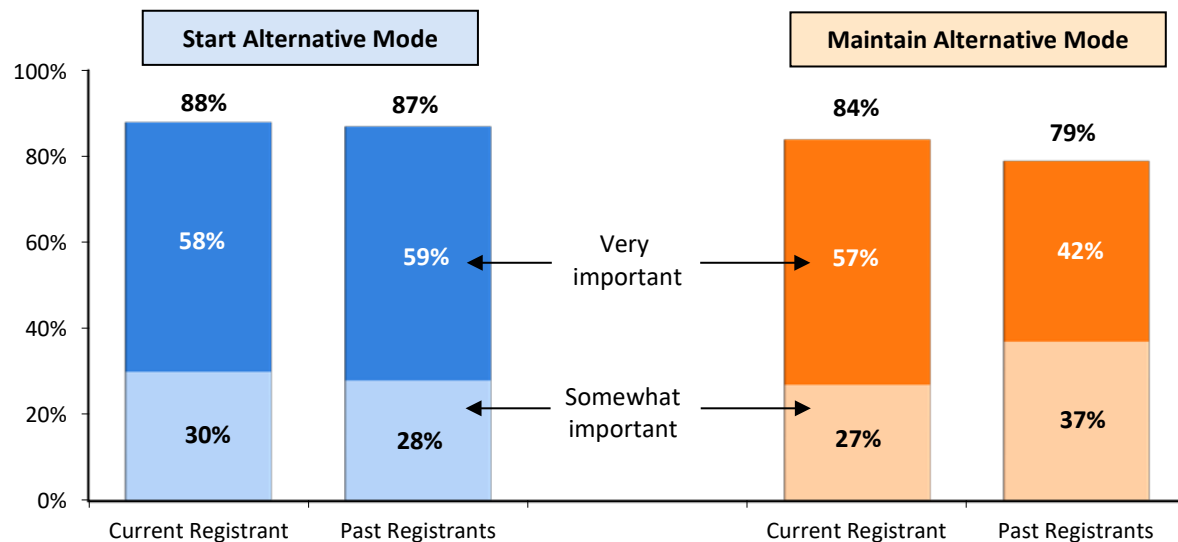 Start Alternative Mode
Maintain Alternative Mode
100%
80%
60%
40%
20%
0%
88%
87%
84%
79%
58%
59%
57%
42%
Very
important
Somewhat
important
30%
28%
27%
37%
Current Registrant
Past Registrants
Current Registrant
Past Registrants